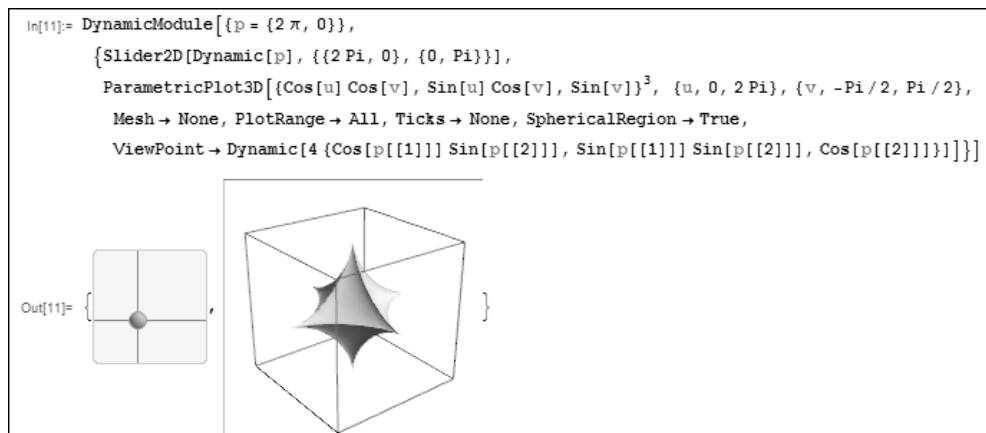 In[11]:= DynamicModule[{p = {2 π, 0}},
{Slider2D[Dynamic[p], {{2 Pi, 0}, {0, Pi}}],
ParametricPlot3D[{Cos[u] Cos[v], Sin[u] Cos[v], Sin[v]}³, {u, 0, 2 Pi}, {v, -Pi/2, Pi/2},
Mesh → None, PlotRange → All, Ticks → None, SphericalRegion → True,
ViewPoint → Dynamic[4 {Cos[p[[1]]] Sin[p[[2]]], Sin[p[[1]]] Sin[p[[2]]], Cos[p[[2]]]}]]}]
Out[11]= { , }